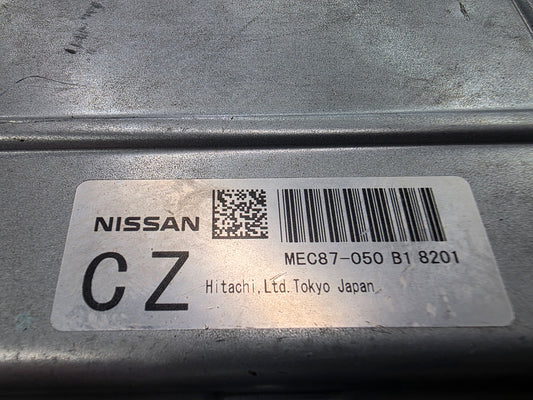 NISSAN
MEC87-050 B1 8201
CZ
Hitachi,Ltd.Tokyo Japan